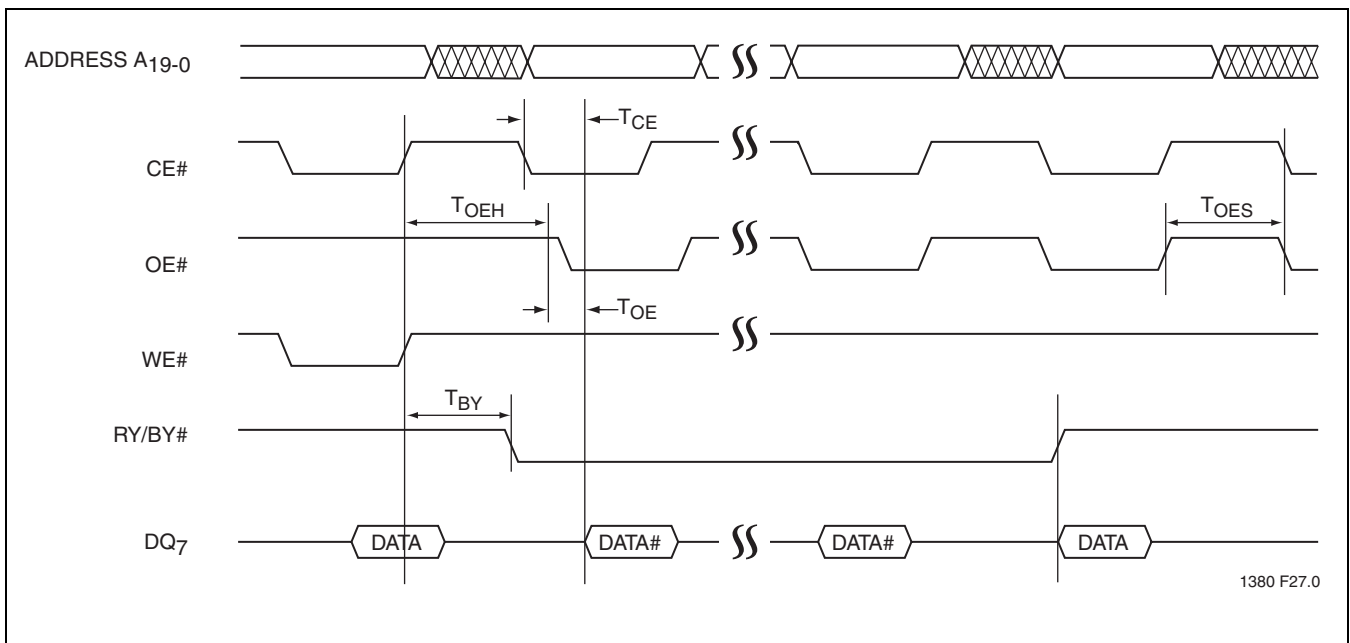 ADDRESS A19-0
TCE
CE#
TOEH
TOES
OE#
TOE
WE#
TBY
RY/BY#
DQ7
DATA
DATA#
DATA#
DATA
1380 F27.0